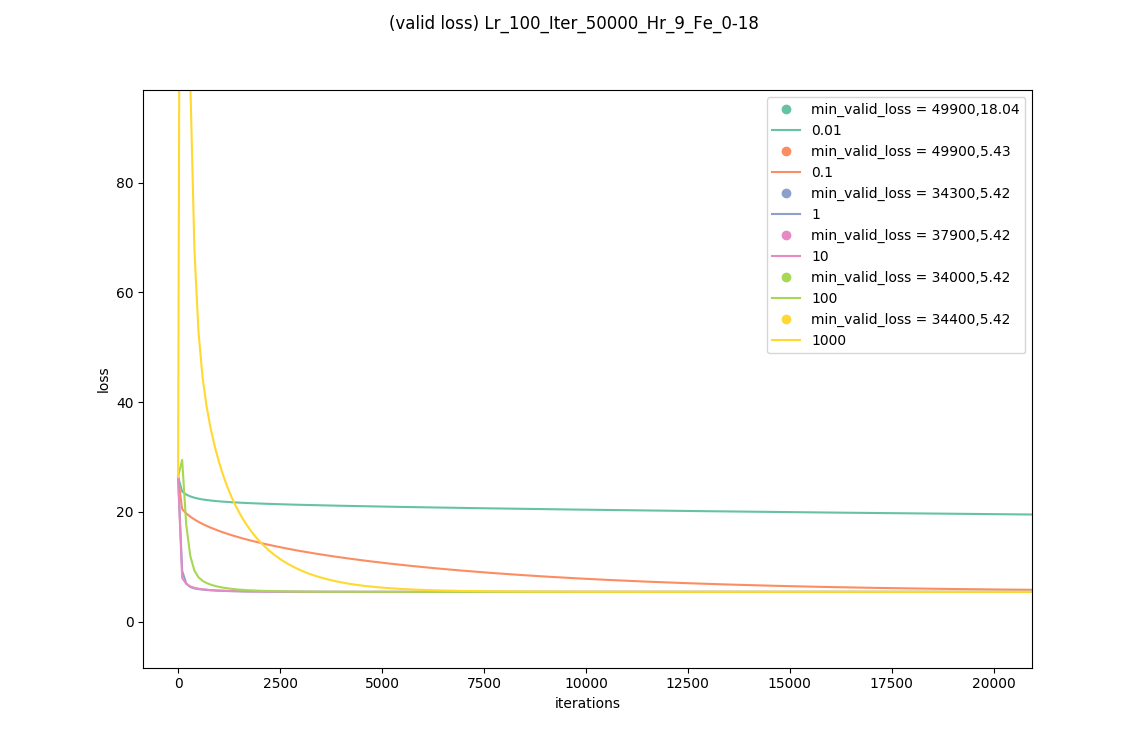 (valid loss) Lr_100_Iter_50000_Hr_9_Fe_0-18
min_valid_loss = 49900,18.04
0.01
min_valid_loss = 49900,5.43
0.1
min_valid_loss = 34300,5.42
1
min_valid_loss = 37900,5.42
10
min_valid_loss = 34000,5.42
100
min_valid_loss = 34400,5.42
1000
80
60
40
20
0
loss
0 2500 5000 7500 10000 12500 15000 17500 20000
iterations